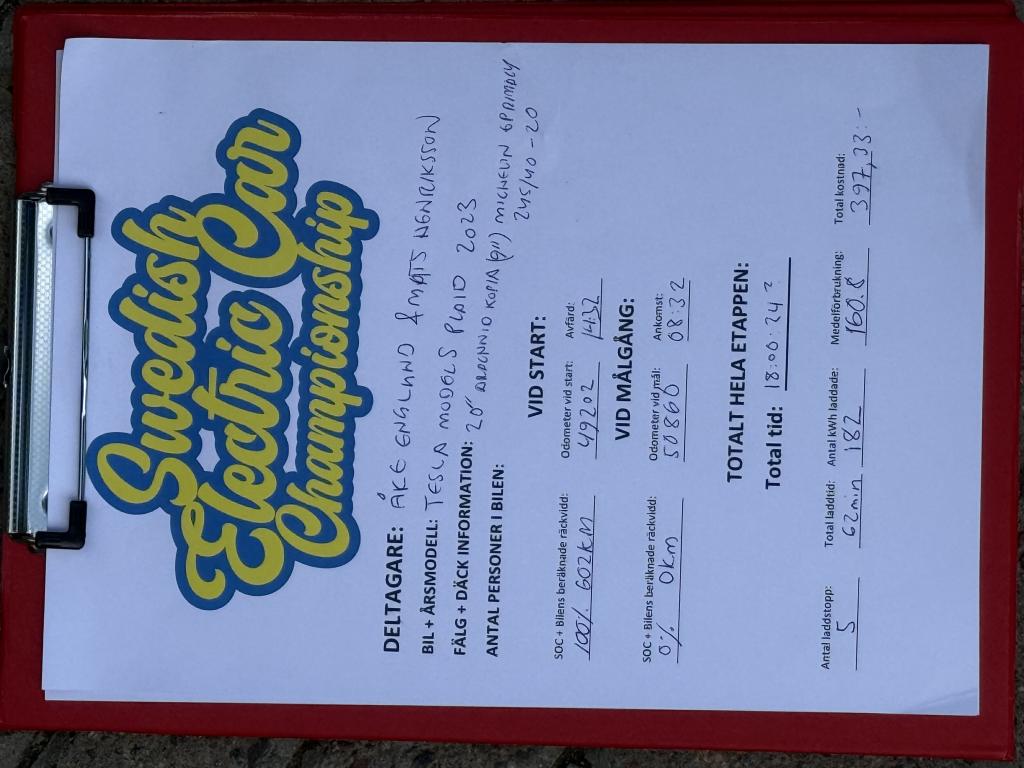 Swedish
Electric Car
Championship
DELTAGARE: ÅKE ENGLUND & MATS HENRIKSSON
BIL + ÅRSMODELL: TESLA MODEL S PLAID 2023
FÄLG + DÄCK INFORMATION: 20" KOPIA (9") MICHELIN
245/40-20
ANTAL PERSONER I BILEN:
VID START:
SOC + Bilens beräknade räckvidd: Odometer vid start: Avfärd:
100% 602KM 49202 14:32
VID MÅLGÅNG:
SOC + Bilens beräknade räckvidd: Odometer vid mål: Ankomst:
0% 0KM 50860 08:32
TOTALT HELA ETAPPEN:
Total tid: 18:00:24 ?
Antal laddstopp: Total laddtid: Antal kWh laddade: Medelförbrukning: Total kostnad:
5 62min 182 160.8 397,23:-